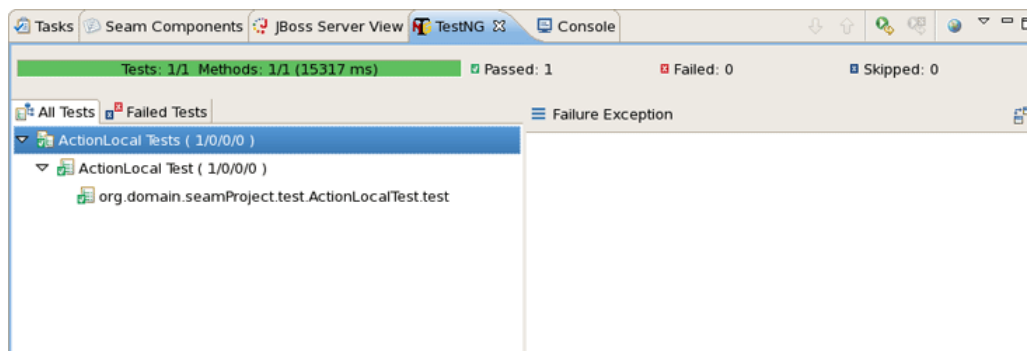 Tasks Seam Components JBoss Server View TestNG Console
Tests: 1/1 Methods: 1/1 (15317 ms) Passed: 1 Failed: 0 Skipped: 0
All Tests Failed Tests Failure Exception
ActionLocal Tests ( 1/0/0/0 )
ActionLocal Test ( 1/0/0/0 )
org.domain.seamProject.test.ActionLocalTest.test